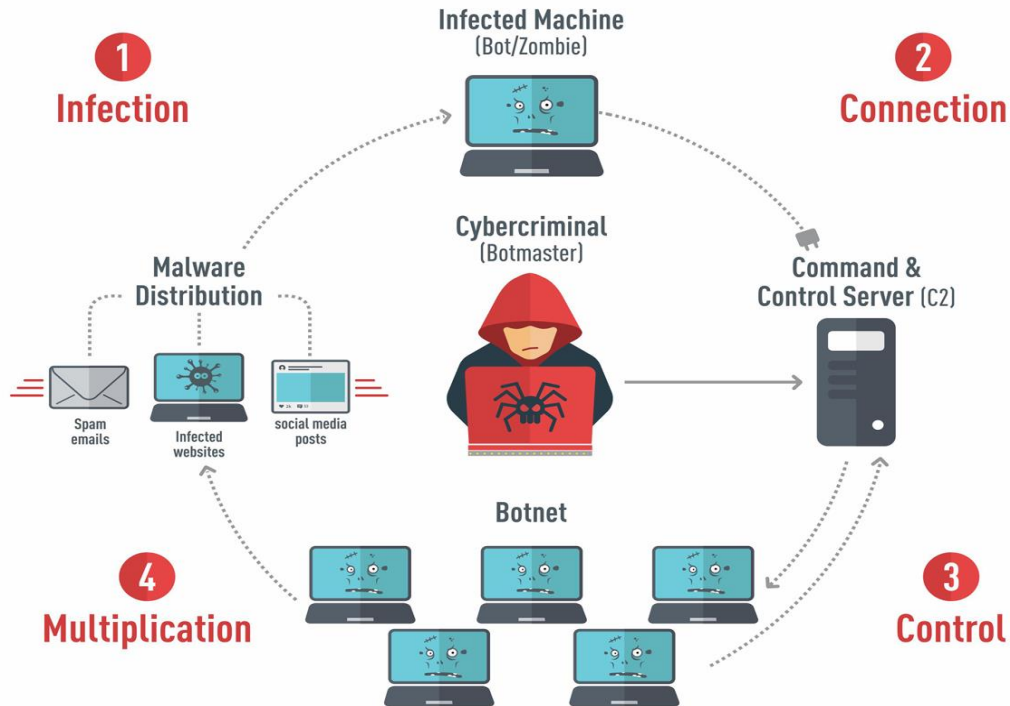 1
Infection
Infected Machine
(Bot/Zombie)
2
Connection
Malware
Distribution
Spam
emails
Infected
websites
social media
posts
Cybercriminal
(Botmaster)
Command &
Control Server (C2)
Botnet
4
Multiplication
3
Control